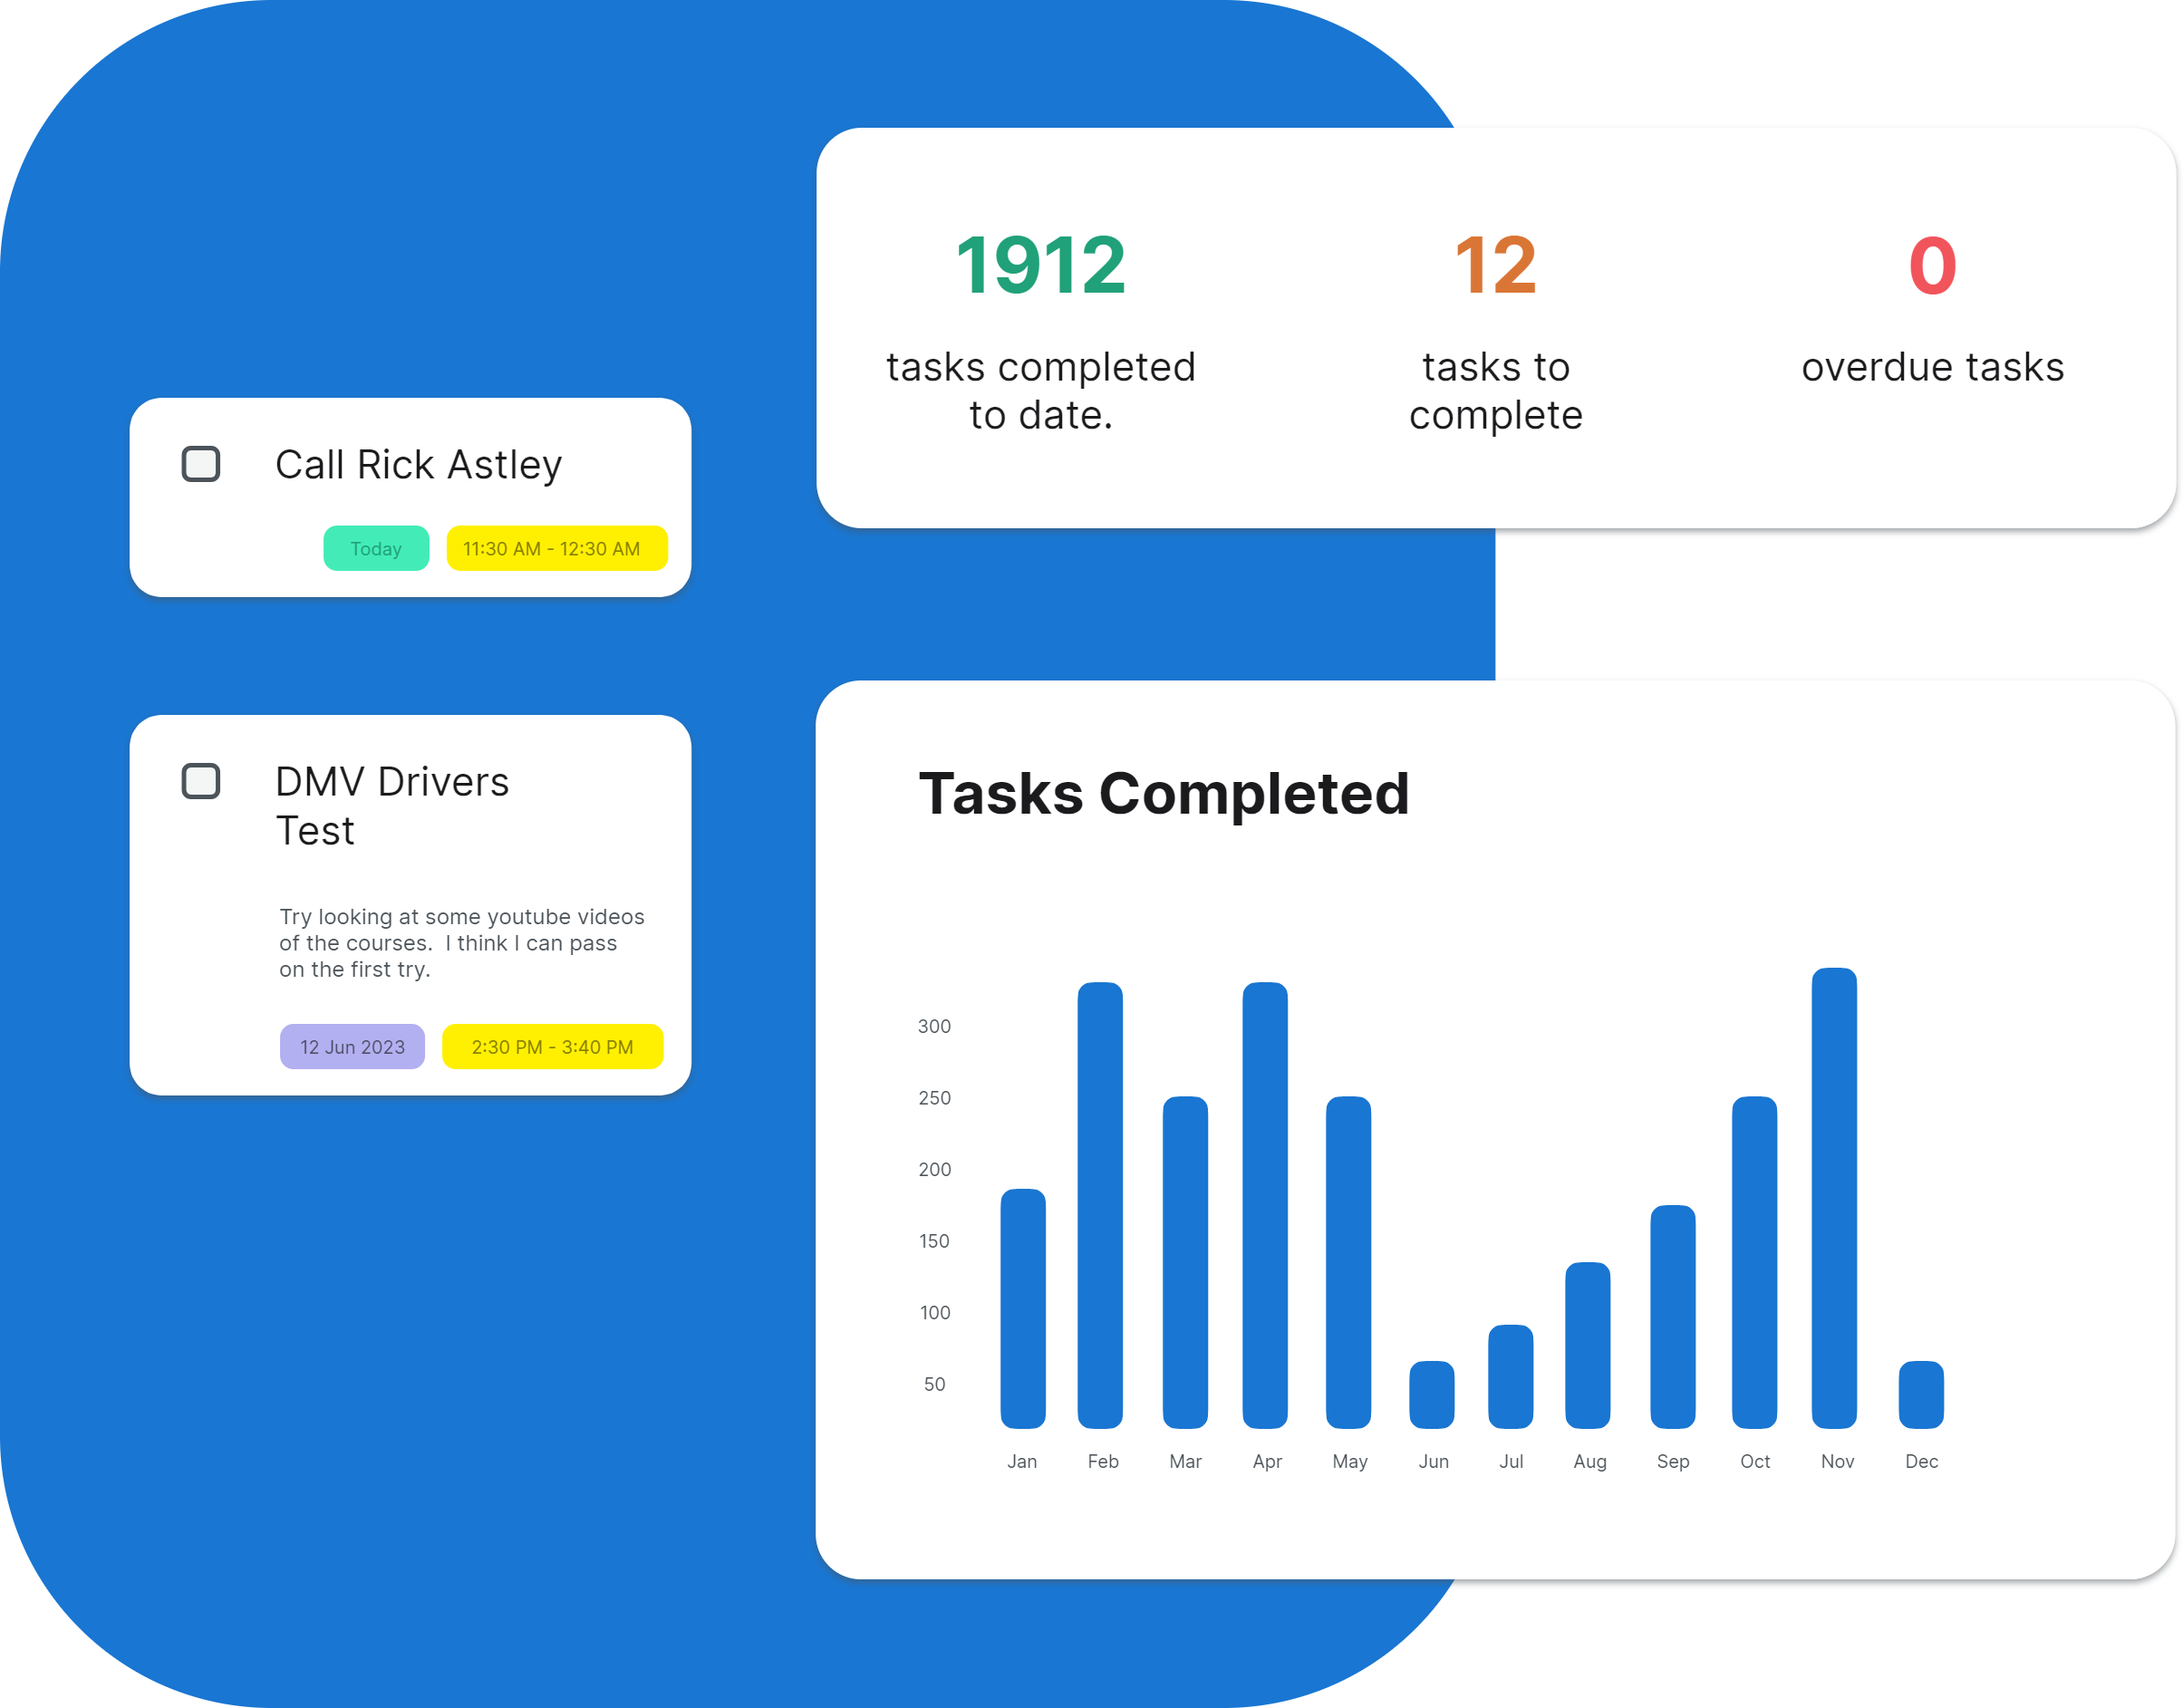 1912
tasks completed
to date.
12
tasks to
complete
0
overdue tasks
Call Rick Astley
Today
11:30 AM - 12:30 AM
DMV Drivers
Test
Try looking at some youtube videos
of the courses.  I think I can pass
on the first try.
12 Jun 2023
2:30 PM - 3:40 PM
Tasks Completed
300
250
200
150
100
50
Jan Feb Mar Apr May Jun Jul Aug Sep Oct Nov Dec